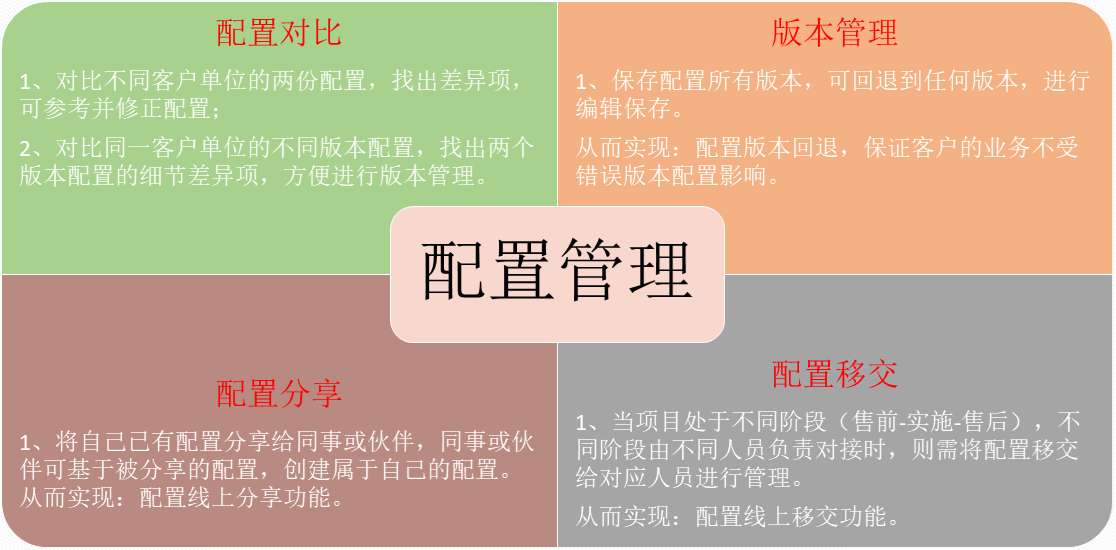 配置对比
1、对比不同客户单位的两份配置，找出差异项，
可参考并修正配置；
2、对比同一客户单位的不同版本配置，找出两个
版本配置的细节差异项，方便进行版本管理。
版本管理
1、保存配置所有版本，可回退到任何版本，进行
编辑保存。
从而实现：配置版本回退，保证客户的业务不受
错误版本配置影响。
配置管理
配置分享
1、将自己已有配置分享给同事或伙伴，同事或伙
伴可基于被分享的配置，创建属于自己的配置。
从而实现：配置线上分享功能。
配置移交
1、当项目处于不同阶段（售前-实施-售后），不
同阶段由不同人员负责对接时，则需将配置移交
给对应人员进行管理。
从而实现：配置线上移交功能。